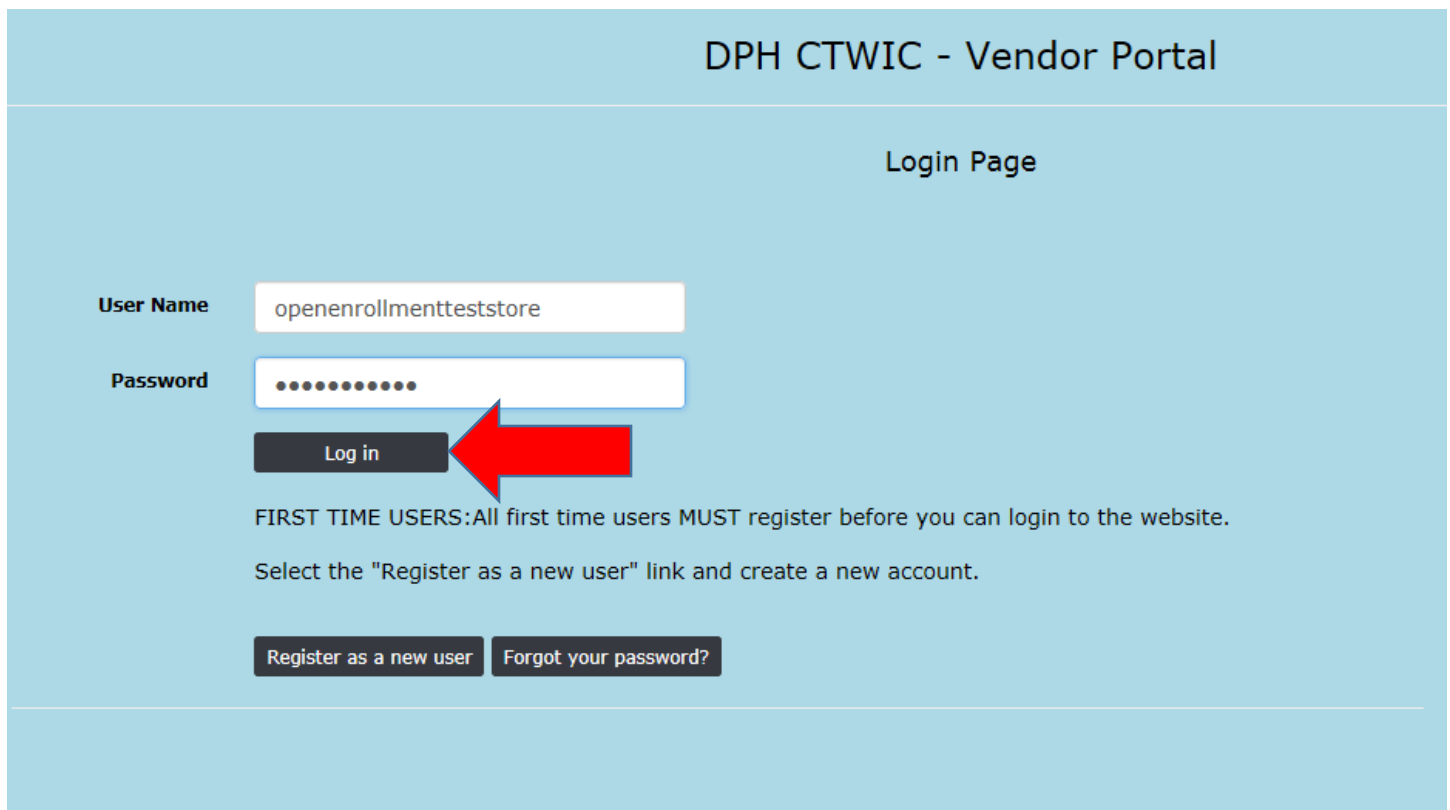 DPH CTWIC - Vendor Portal
Login Page
User Name openenrollmentteststore
Password •••••••••••
Log in
FIRST TIME USERS:All first time users MUST register before you can login to the website.
Select the "Register as a new user" link and create a new account.
Register as a new user Forgot your password?